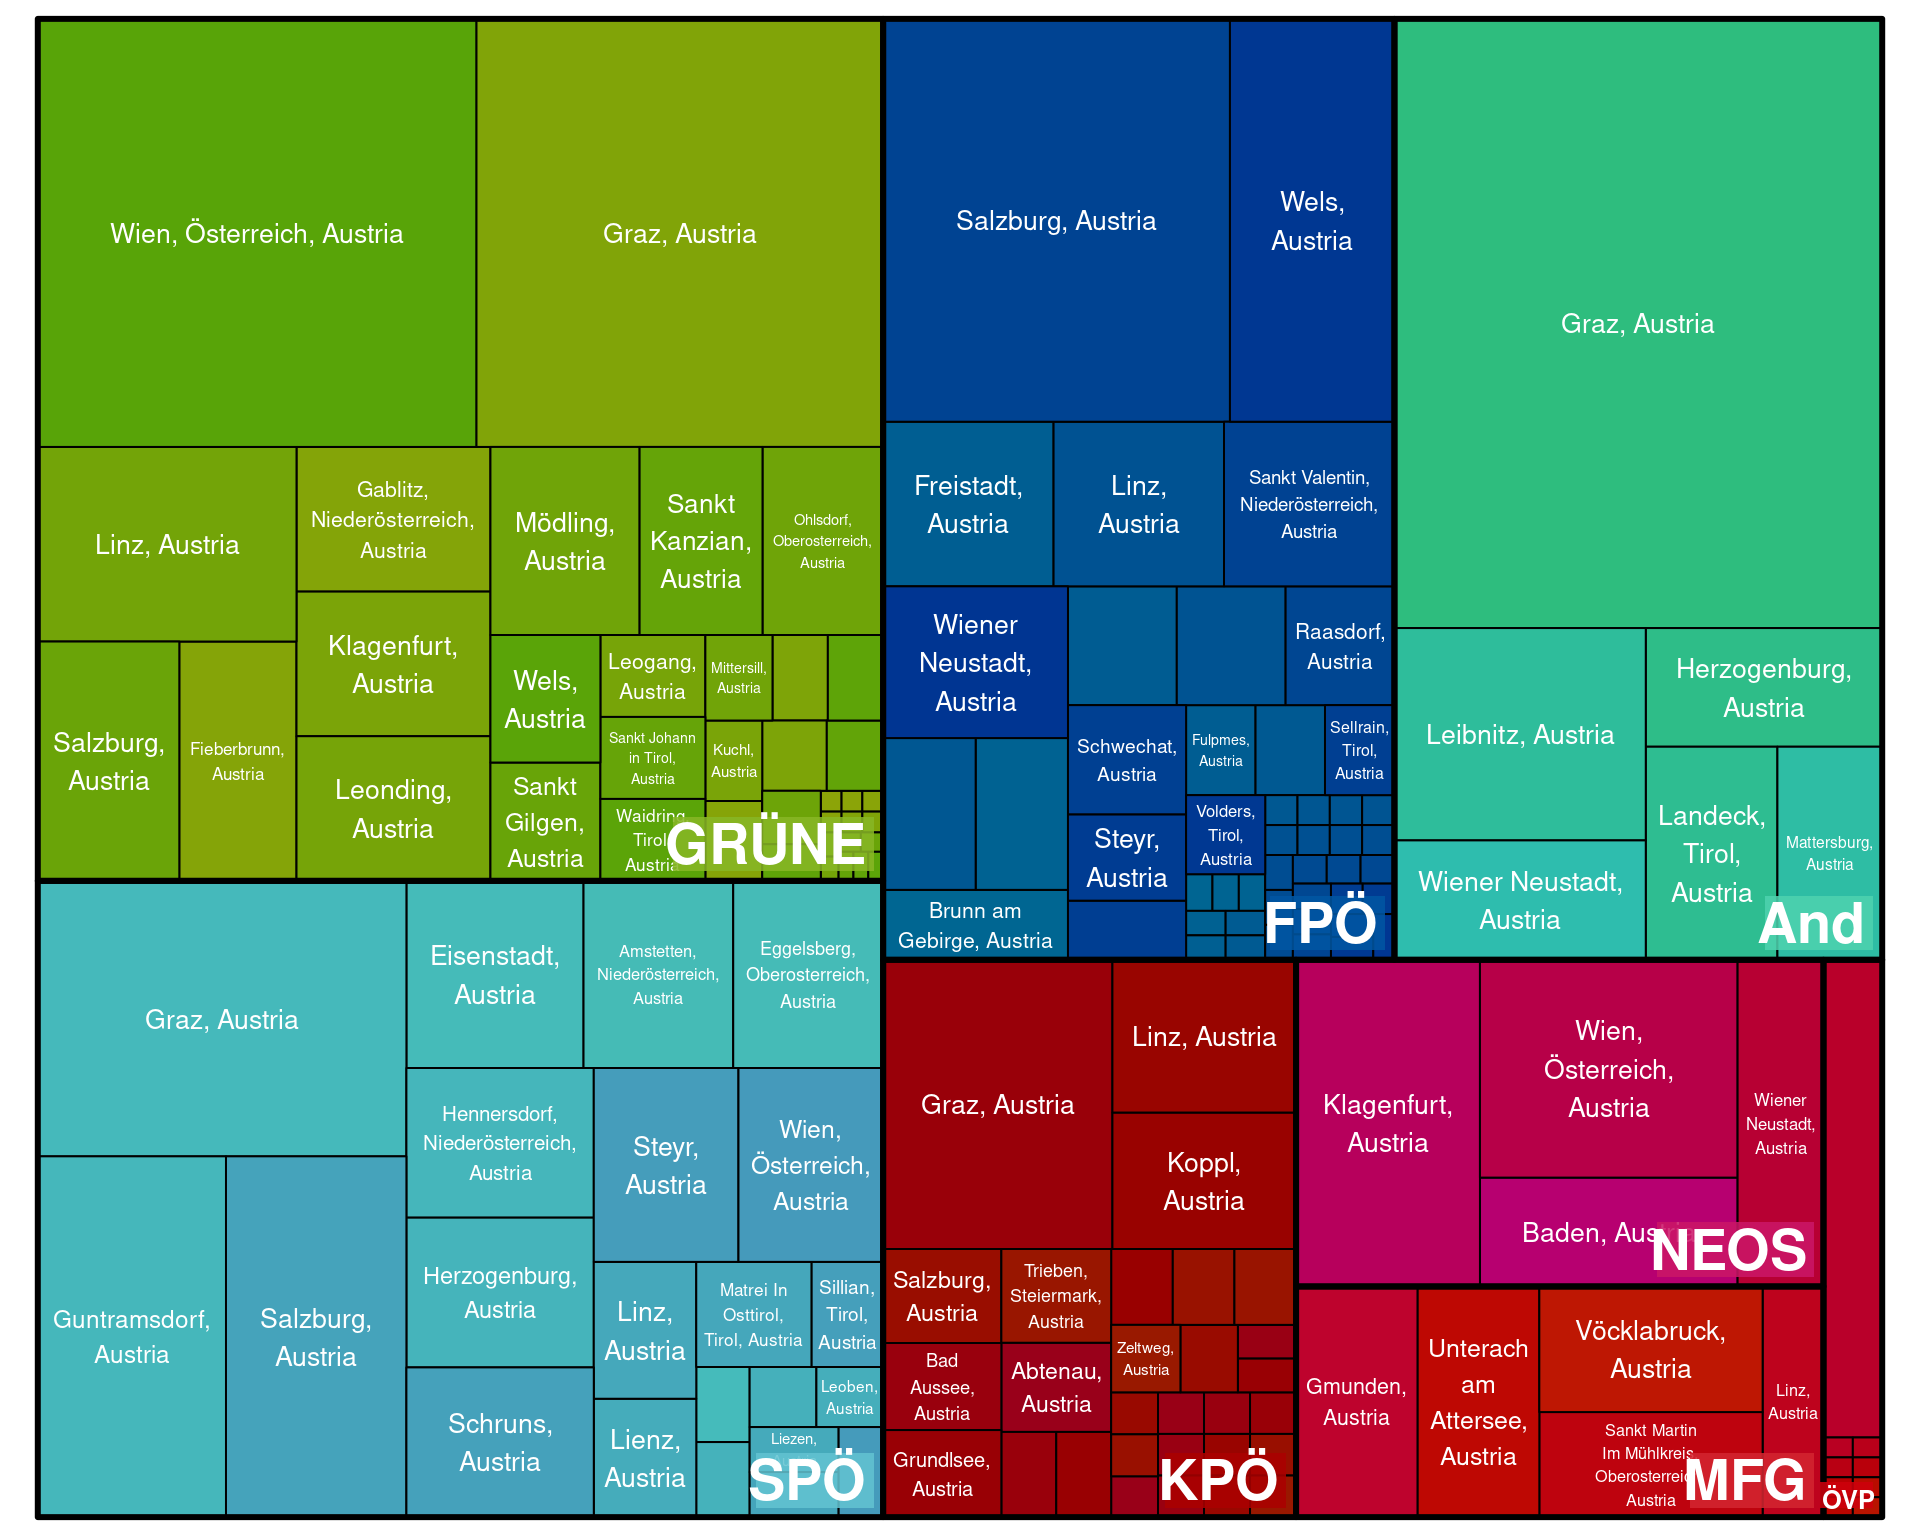 Wien, Österreich, Austria
Graz, Austria
Linz, Austria
Gablitz,
Niederösterreich,
Austria
Mödling,
Austria
Sankt
Kanzian,
Austria
Ohlsdorf,
Oberosterreich,
Austria
Klagenfurt,
Austria
Salzburg,
Austria
Fieberbrunn,
Austria
Leonding,
Austria
Wels,
Austria
Sankt
Gilgen,
Austria
Leogang,
Austria
Sankt Johann
in Tirol,
Austria
Waidring,
Tirol,
Austria
Mittersill,
Austria
Kuchl,
Austria
GRÜNE
Salzburg, Austria
Wels,
Austria
Freistadt,
Austria
Linz,
Austria
Sankt Valentin,
Niederösterreich,
Austria
Wiener
Neustadt,
Austria
Raasdorf,
Austria
Schwechat,
Austria
Fulpmes,
Austria
Sellrain,
Tirol,
Austria
Steyr,
Austria
Volders,
Tirol,
Austria
Brunn am
Gebirge, Austria
FPÖ
Graz, Austria
Leibnitz, Austria
Herzogenburg,
Austria
Wiener Neustadt,
Austria
Landeck,
Tirol,
Austria
Mattersburg,
Austria
And
Graz, Austria
Eisenstadt,
Austria
Amstetten,
Niederösterreich,
Austria
Eggelsberg,
Oberosterreich,
Austria
Guntramsdorf,
Austria
Salzburg,
Austria
Hennersdorf,
Niederösterreich,
Austria
Herzogenburg,
Austria
Schruns,
Austria
Steyr,
Austria
Wien,
Österreich,
Austria
Linz,
Austria
Matrei In
Osttirol,
Tirol, Austria
Sillian,
Tirol,
Austria
Lienz,
Austria
Leoben,
Austria
Liezen,
SPÖ
Graz, Austria
Linz, Austria
Koppl,
Austria
Salzburg,
Austria
Trieben,
Steiermark,
Austria
Bad
Aussee,
Austria
Abtenau,
Austria
Zeltweg,
Austria
Grundlsee,
Austria
KPÖ
Klagenfurt,
Austria
Wien,
Österreich,
Austria
Wiener
Neustadt,
Austria
Baden, Austria
NEOS
Gmunden,
Austria
Unterach
am
Attersee,
Austria
Vöcklabruck,
Austria
Sankt Martin
Im Mühlkreis,
Oberosterreich,
Austria
Linz,
Austria
MFG
ÖVP